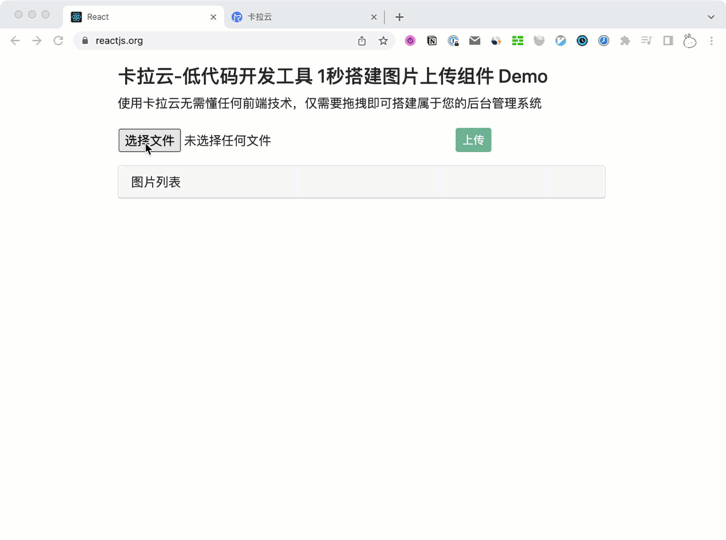 React
卡拉云
reactjs.org
卡拉云-低代码开发工具 1秒搭建图片上传组件 Demo
使用卡拉云无需懂任何前端技术，仅需要拖拽即可搭建属于您的后台管理系统
选择文件 未选择任何文件
上传
图片列表